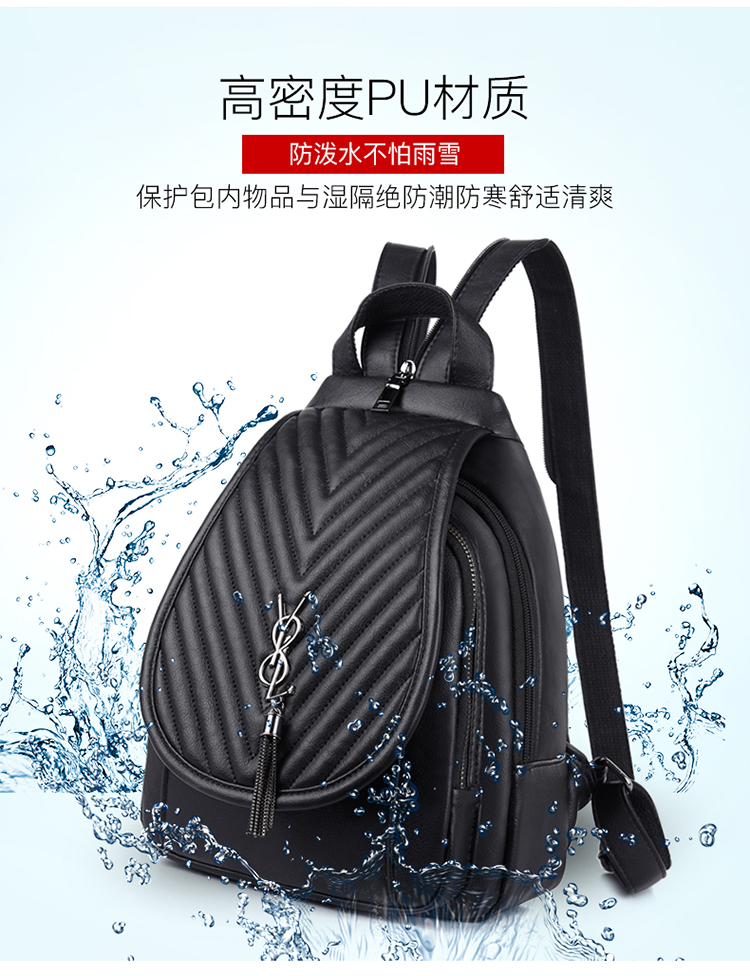 高密度PU材质
防泼水不怕雨雪
保护包内物品与湿隔绝防潮防寒舒适清爽